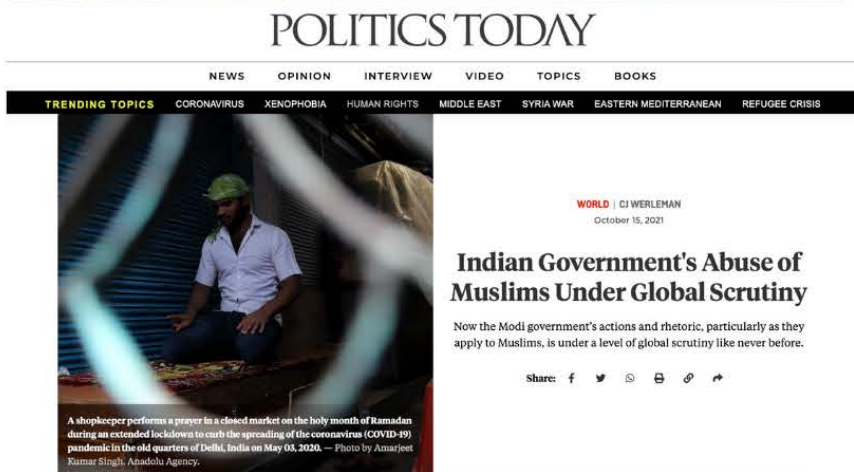 POLITICS TODAY
NEWS OPINION INTERVIEW VIDEO TOPICS BOOKS
TRENDING TOPICS CORONAVIRUS XENOPHOBIA HUMAN RIGHTS MIDDLE EAST SYRIA WAR EASTERN MEDITERRANEAN REFUGEE CRISIS
WORLD | CJ WERLEMAN
October 15, 2021
Indian Government's Abuse of
Muslims Under Global Scrutiny
Now the Modi government's actions and rhetoric, particularly as they
apply to Muslims, is under a level of global scrutiny like never before.
Share:
A shopkeeper performs a prayer in a closed market on the holy month of Ramadan
during an extended lockdown to curb the spreading of the coronavirus (COVID-19)
pandemic in the old quarters of Delhi, India on May 03, 2020. — Photo by Amarjeet
Kumar Singh, Anadolu Agency.